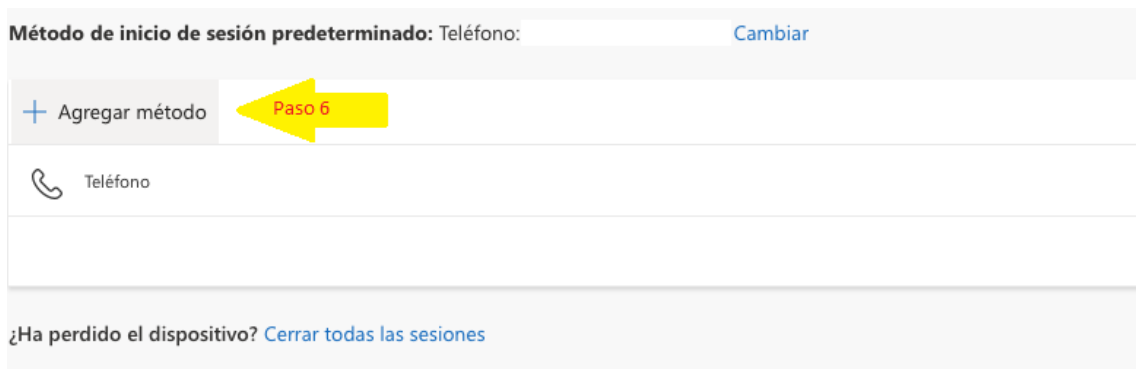 Método de inicio de sesión predeterminado: Teléfono: Cambiar
Agregar método Paso 6
Teléfono
¿Ha perdido el dispositivo? Cerrar todas las sesiones